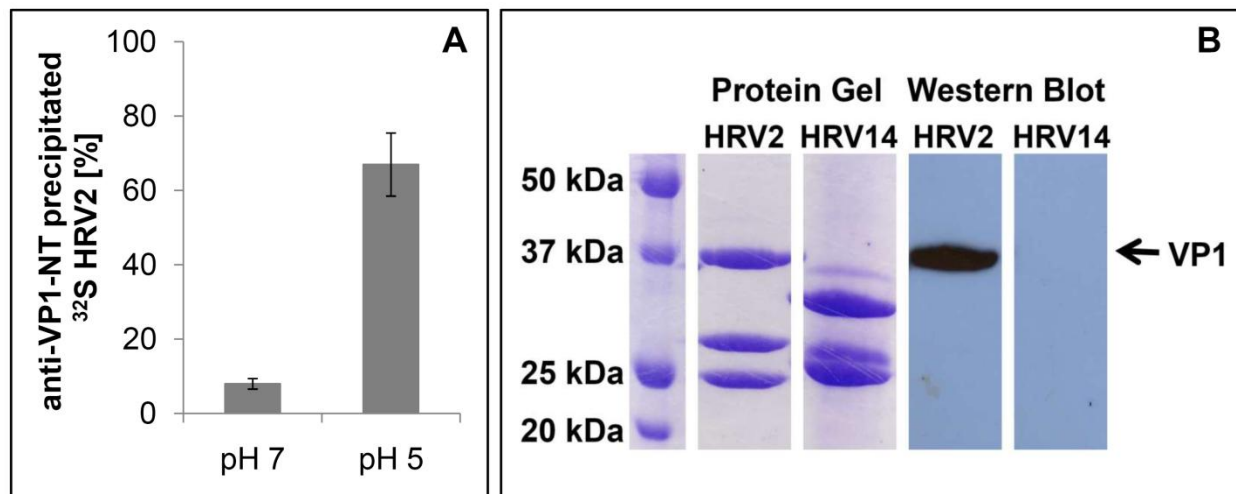 A
anti-VP1-NT precipitated
32S HRV2 [%]
100
80
60
40
20
0
pH 7 pH 5
B
Protein Gel Western Blot
HRV2 HRV14 HRV2 HRV14
50 kDa
37 kDa
VP1
25 kDa
20 kDa